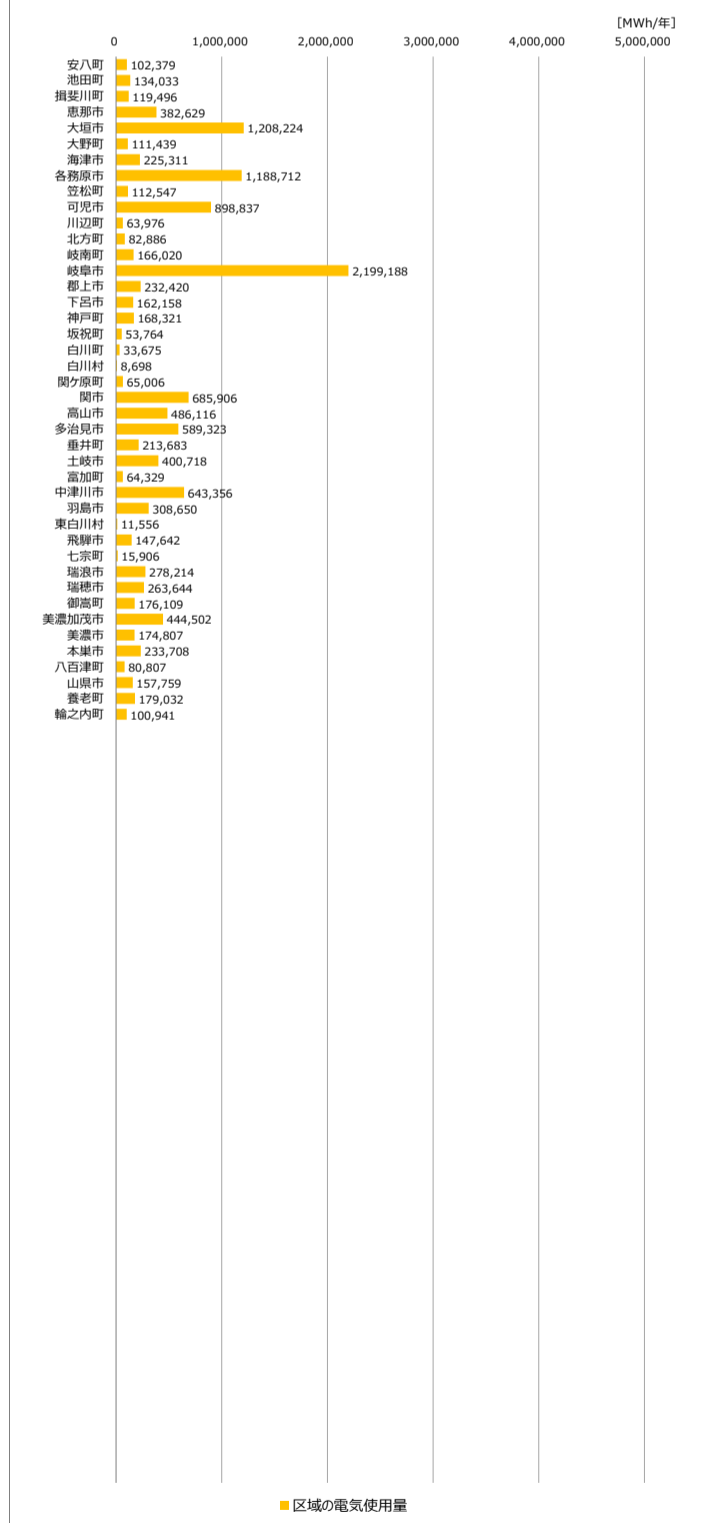 [MWh/年]
0 1,000,000 2,000,000 3,000,000 4,000,000 5,000,000
安八町 102,379
池田町 134,033
揖斐川町 119,496
恵那市 382,629
大垣市 1,208,224
大野町 111,439
海津市 225,311
各務原市 1,188,712
笠松町 112,547
可児市 898,837
川辺町 63,976
北方町 82,886
岐南町 166,020
岐阜市 2,199,188
郡上市 232,420
下呂市 162,158
神戸町 168,321
坂祝町 53,764
白川町 33,675
白川村 8,698
関ケ原町 65,006
関市 685,906
高山市 486,116
多治見市 589,323
垂井町 213,683
土岐市 400,718
富加町 64,329
中津川市 643,356
羽島市 308,650
東白川村 11,556
飛騨市 147,642
七宗町 15,906
瑞浪市 278,214
瑞穂市 263,644
御嵩町 176,109
美濃加茂市 444,502
美濃市 174,807
本巣市 233,708
八百津町 80,807
山県市 157,759
養老町 179,032
輪之内町 100,941
区域の電気使用量